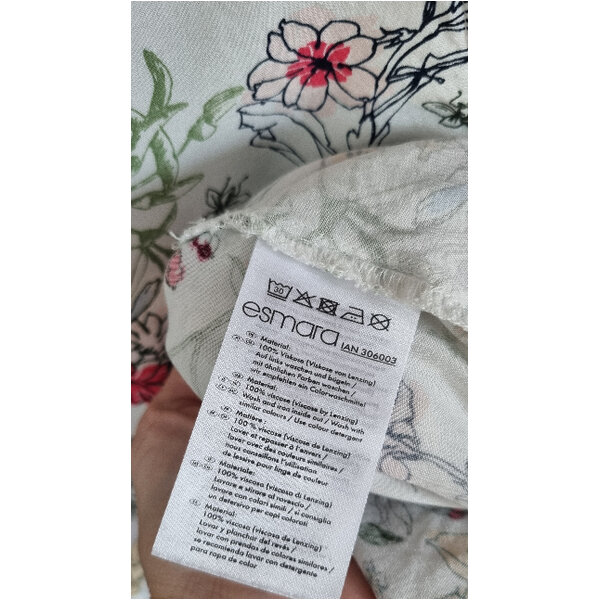 30
esmara IAN 306003
Material:
100% Viskose (Viskose von Lenzing)
Auf links waschen und bügeln /
mit ähnlichen Farben waschen /
wir empfehlen ein Colorwaschmittel
Material:
100% viscose (viscose by Lenzing)
Wash and iron inside out / Wash with
similar colours / Use colour detergent
Matière :
100 % viscose (viscose de Lenzing)
Laver et repasser à l'envers /
laver avec des couleurs similaires /
nous conseillons l'utilisation
de lessive pour linge de couleur
Materiale:
100% viscosa (viscosa di Lenzing)
Lavare e stirare al rovescio /
lavare con colori simili / si consiglia
un detersivo per capi colorati
Material:
100% viscosa (viscosa de Lenzing)
Lavar y planchar del revés /
lavar con prendas de colores similares /
se recomienda lavar con detergente
para ropa de color